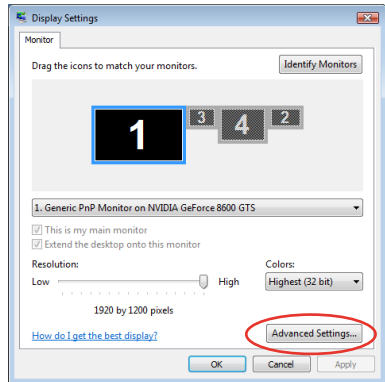 Display Settings
Monitor
Drag the icons to match your monitors.
Identify Monitors
1
3
4
2
1. Generic PnP Monitor on NVIDIA GeForce 8600 GTS
This is my main monitor
Extend the desktop onto this monitor
Resolution:
Colors:
Low
High
Highest (32 bit)
1920 by 1200 pixels
How do I get the best display?
Advanced Settings...
OK
Cancel
Apply